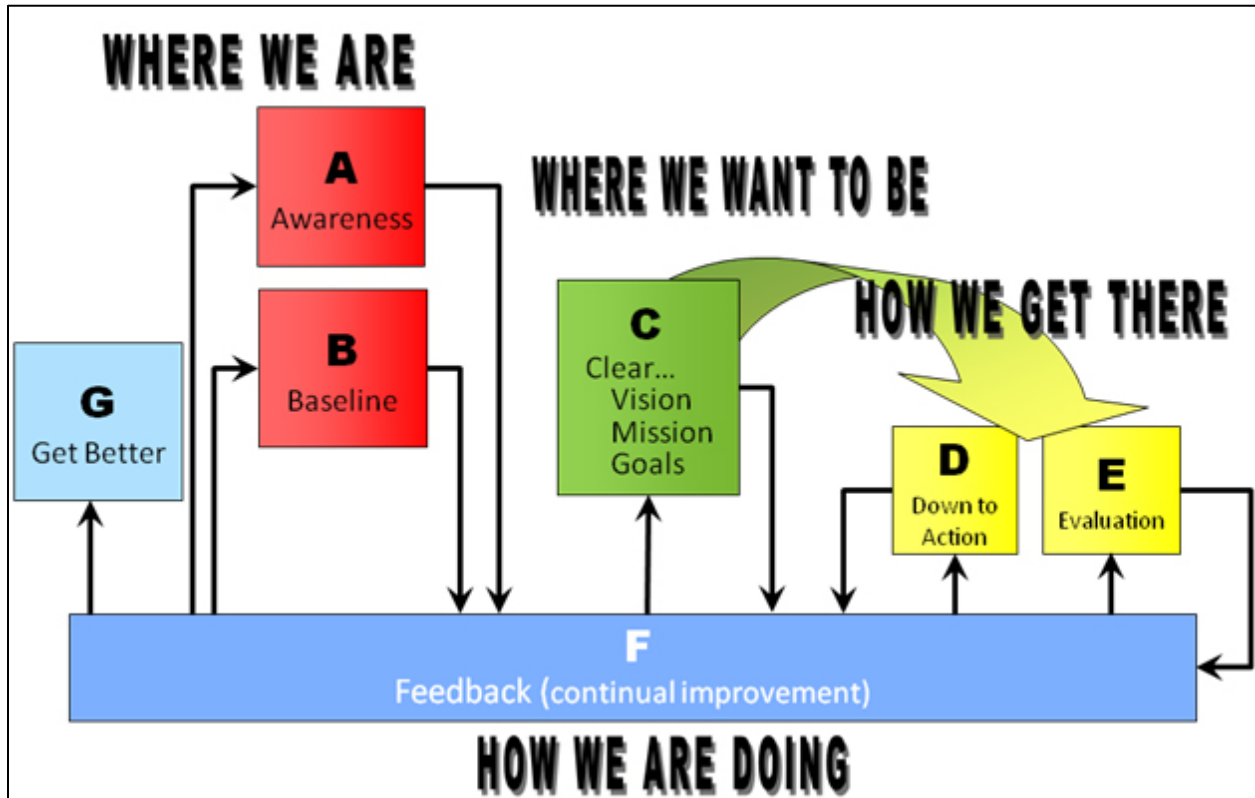 WHERE WE ARE
A
Awareness
WHERE WE WANT TO BE
B
Baseline
C
Clear...
Vision
Mission
Goals
HOW WE GET THERE
G
Get Better
D
Down to
Action
E
Evaluation
F
Feedback (continual improvement)
HOW WE ARE DOING